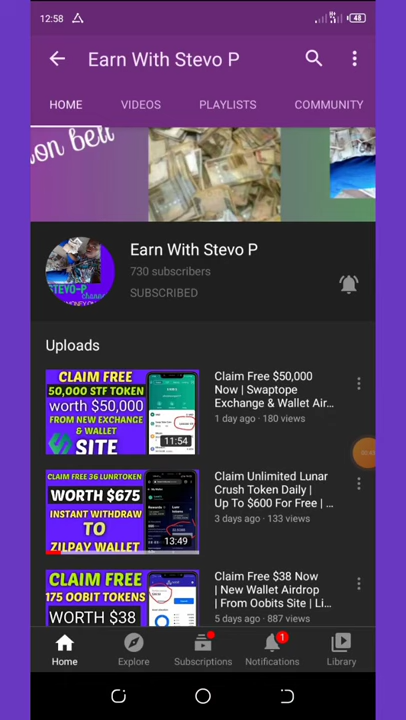 12:58
48
Earn With Stevo P
HOME VIDEOS PLAYLISTS COMMUNITY
on bell
Earn With Stevo P
730 subscribers
SUBSCRIBED
STEVO-P
Uploads
CLAIM FREE
50,000 STF TOKEN
worth $50,000
FROM NEW EXCHANGE
& WALLET
SITE
11:54
Claim Free $50,000
Now | Swaptope
Exchange & Wallet Air...
1 day ago · 180 views
CLAIM FREE 36 LUNRTOKEN
WORTH $675
INSTANT WITHDRAW
TO
ZILPAY WALLET
13:49
Claim Unlimited Lunar
Crush Token Daily |
Up To $600 For Free | ...
3 days ago · 133 views
CLAIM FREE
175 OOBIT TOKENS
WORTH $38
Claim Free $38 Now
| New Wallet Airdrop
| From Oobits Site | Li...
5 days ago · 887 views
1
Home Explore Subscriptions Notifications Library